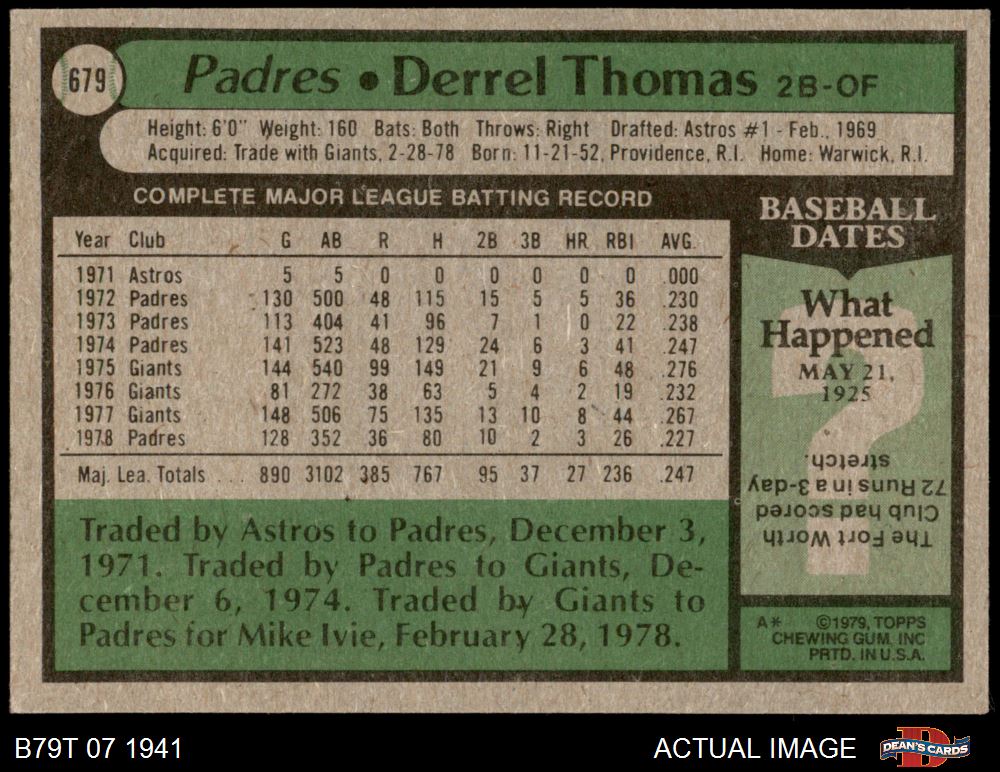 679
Padres • Derrel Thomas 2B-OF
Height: 6'0" Weight: 160 Bats: Both Throws: Right Drafted: Astros #1 - Feb., 1969
Acquired: Trade with Giants, 2-28-78 Born: 11-21-52, Providence, R.I. Home: Warwick, R.I.
COMPLETE MAJOR LEAGUE BATTING RECORD
Year Club G AB R H 2B 3B HR RBI AVG.
1971 Astros 5 5 0 0 0 0 0 0 .000
1972 Padres 130 500 48 115 15 5 5 36 .230
1973 Padres 113 404 41 96 7 1 0 22 .238
1974 Padres 141 523 48 129 24 6 3 41 .247
1975 Giants 144 540 99 149 21 9 6 48 .276
1976 Giants 81 272 38 63 5 4 2 19 .232
1977 Giants 148 506 75 135 13 10 8 44 .267
1978 Padres 128 352 36 80 10 2 3 26 .227
Maj. Lea. Totals ... 890 3102 385 767 95 37 27 236 .247
Traded by Astros to Padres, December 3,
1971. Traded by Padres to Giants, De-
cember 6, 1974. Traded by Giants to
Padres for Mike Ivie, February 28, 1978.
BASEBALL
DATES
What
Happened
MAY 21,
1925
The Fort Worth
Club had scored
72 Runs in a 3-day
stretch.
A* ©1979, TOPPS
CHEWING GUM, INC
PRTD. IN U.S.A.
B79T 07 1941
ACTUAL IMAGE
DEAN'S CARDS